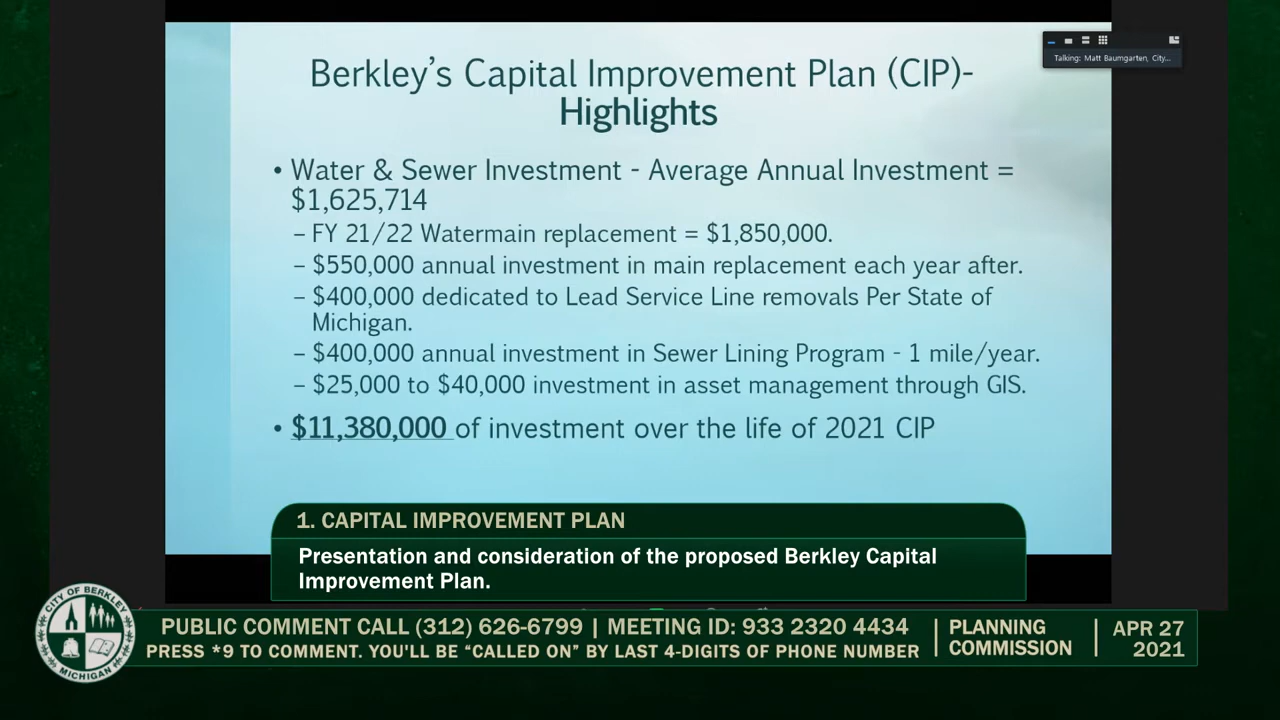 Talking: Matt Baumgarten, City...
Berkley's Capital Improvement Plan (CIP)-
Highlights
• Water & Sewer Investment - Average Annual Investment =
$1,625,714
– FY 21/22 Watermain replacement = $1,850,000.
– $550,000 annual investment in main replacement each year after.
– $400,000 dedicated to Lead Service Line removals Per State of
Michigan.
– $400,000 annual investment in Sewer Lining Program - 1 mile/year.
– $25,000 to $40,000 investment in asset management through GIS.
• $11,380,000 of investment over the life of 2021 CIP
1. CAPITAL IMPROVEMENT PLAN
Presentation and consideration of the proposed Berkley Capital
Improvement Plan.
CITY OF BERKLEY
MICHIGAN
PUBLIC COMMENT CALL (312) 626-6799 | MEETING ID: 933 2320 4434
PRESS *9 TO COMMENT. YOU'LL BE “CALLED ON” BY LAST 4-DIGITS OF PHONE NUMBER
PLANNING
COMMISSION
APR 27
2021